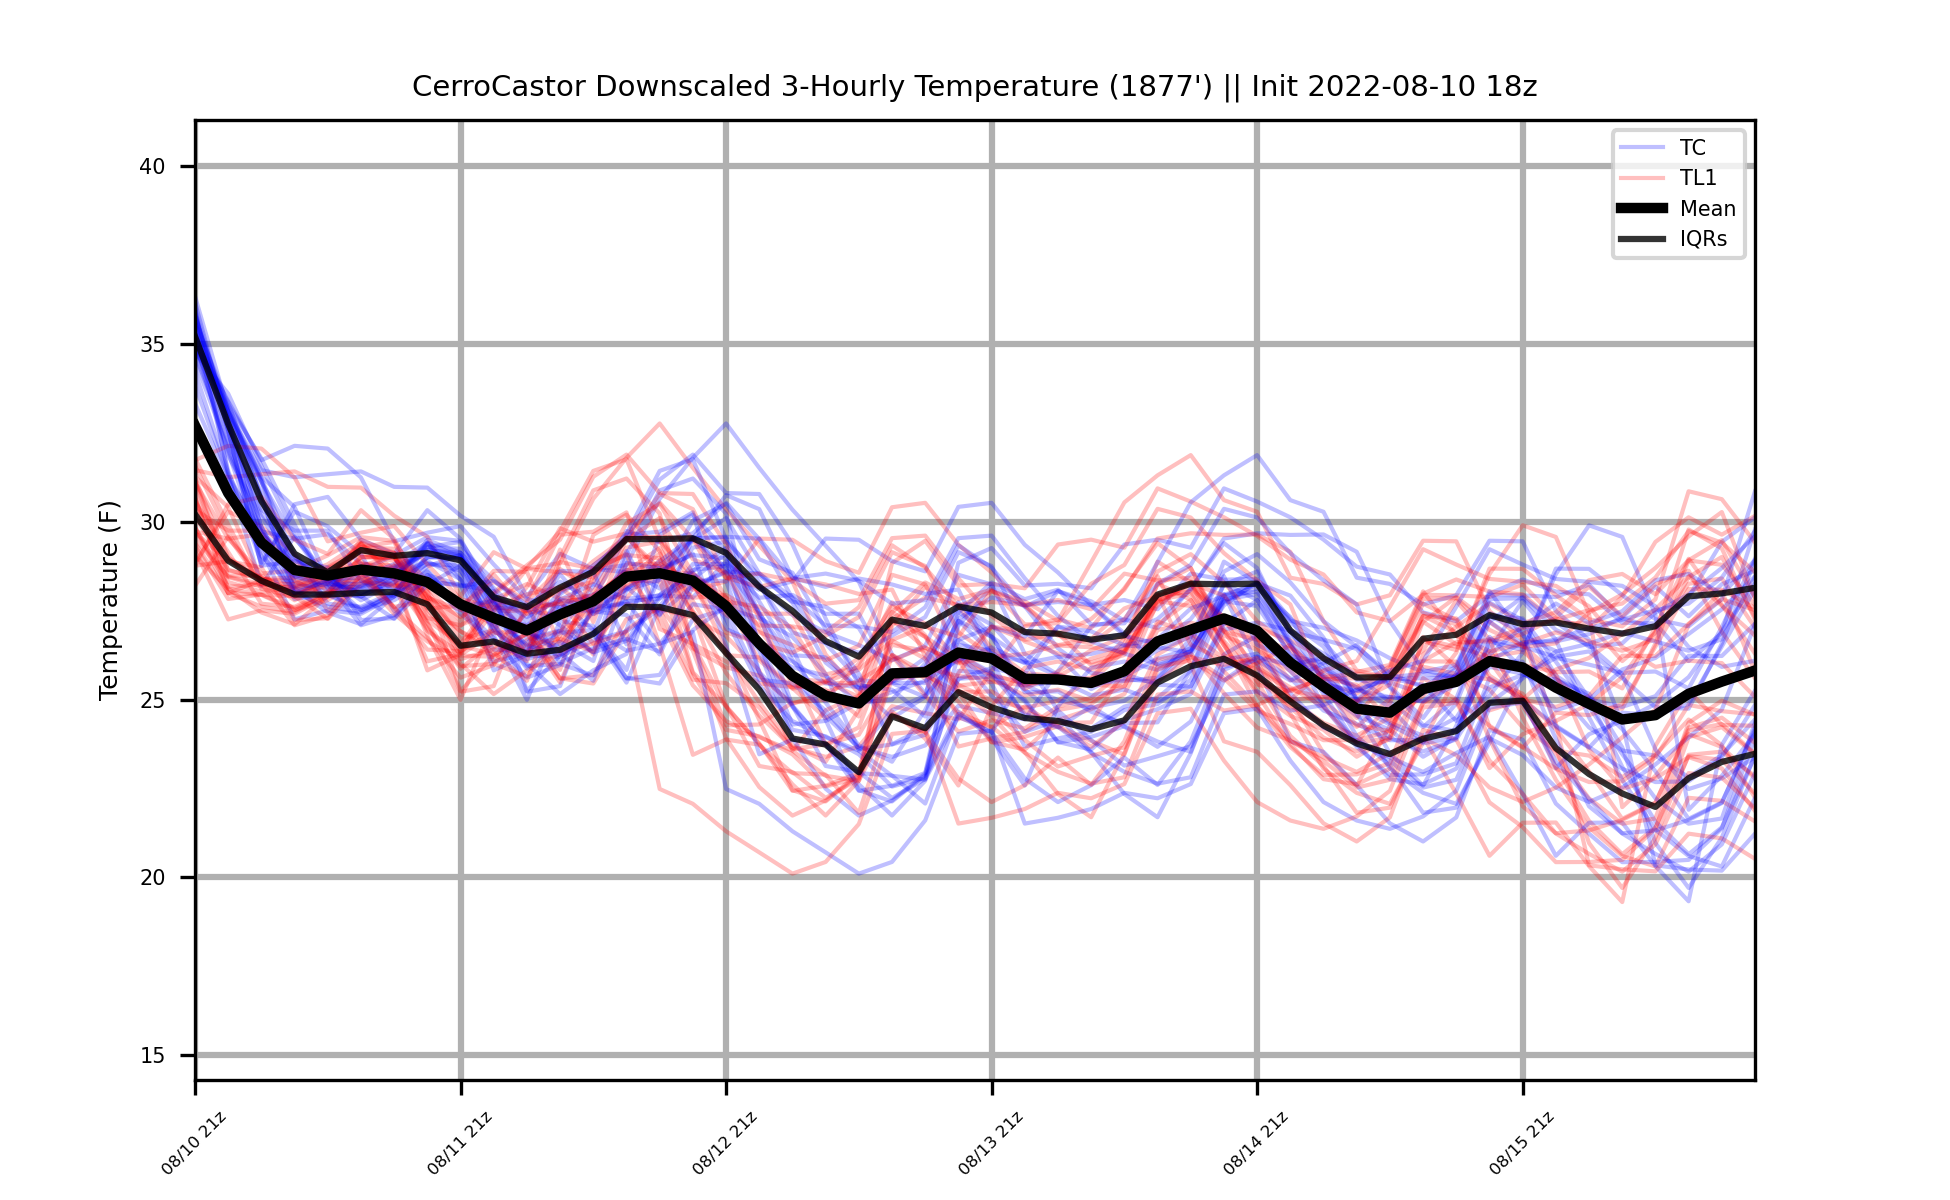 CerroCastor Downscaled 3-Hourly Temperature (1877') || Init 2022-08-10 18z
TC
TL1
Mean
IQRs
Temperature (F)
40
35
30
25
20
15
08/10 21z
08/11 21z
08/12 21z
08/13 21z
08/14 21z
08/15 21z